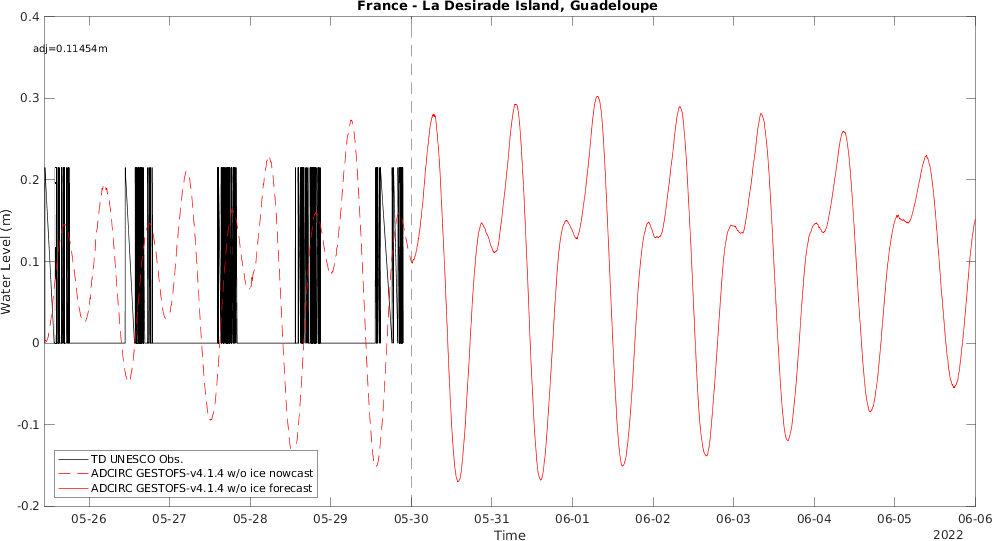 France - La Desirade Island, Guadeloupe
0.4
adj=0.11454m
0.3
0.2
0.1
0
-0.1
-0.2
Water Level (m)
TD UNESCO Obs.
ADCIRC GESTOFS-v4.1.4 w/o ice nowcast
ADCIRC GESTOFS-v4.1.4 w/o ice forecast
05-26 05-27 05-28 05-29 05-30 05-31 06-01 06-02 06-03 06-04 06-05 06-06
Time
2022